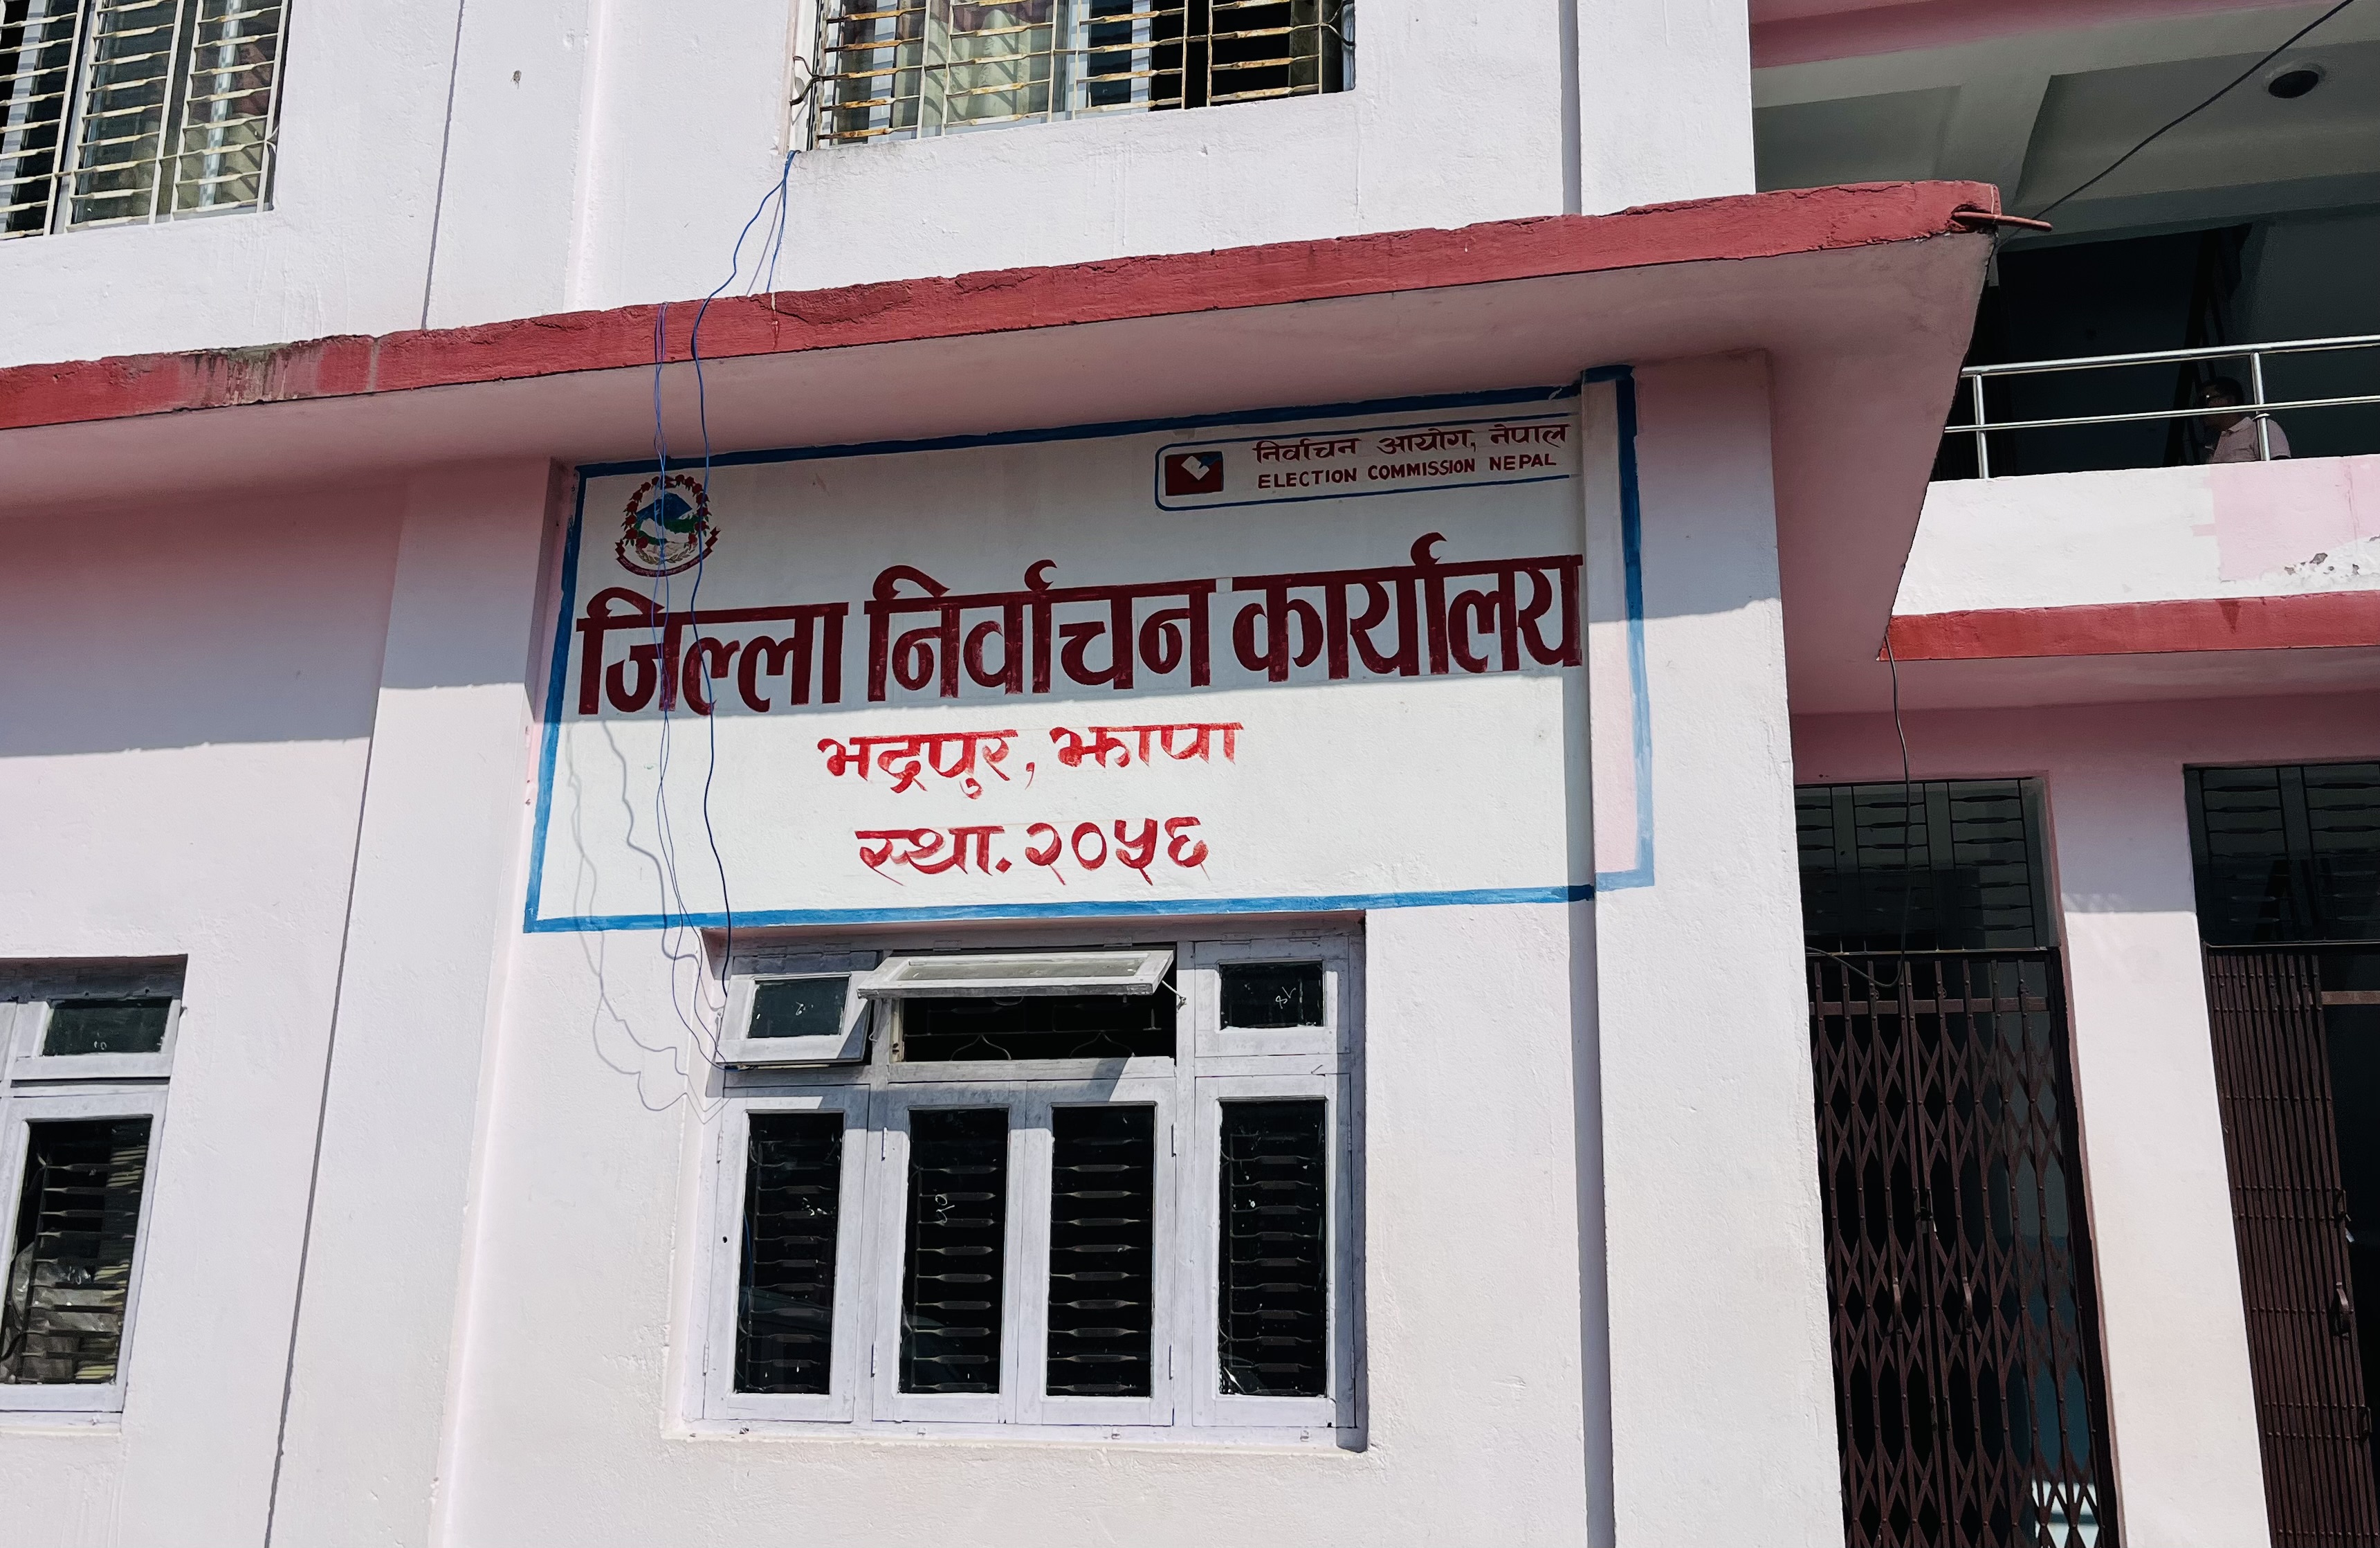 निर्वाचन आयोग, नेपाल
ELECTION COMMISSION NEPAL
जिल्ला निर्वाचन कार्यालय
भद्रपुर, झापा
स्था. २०५६